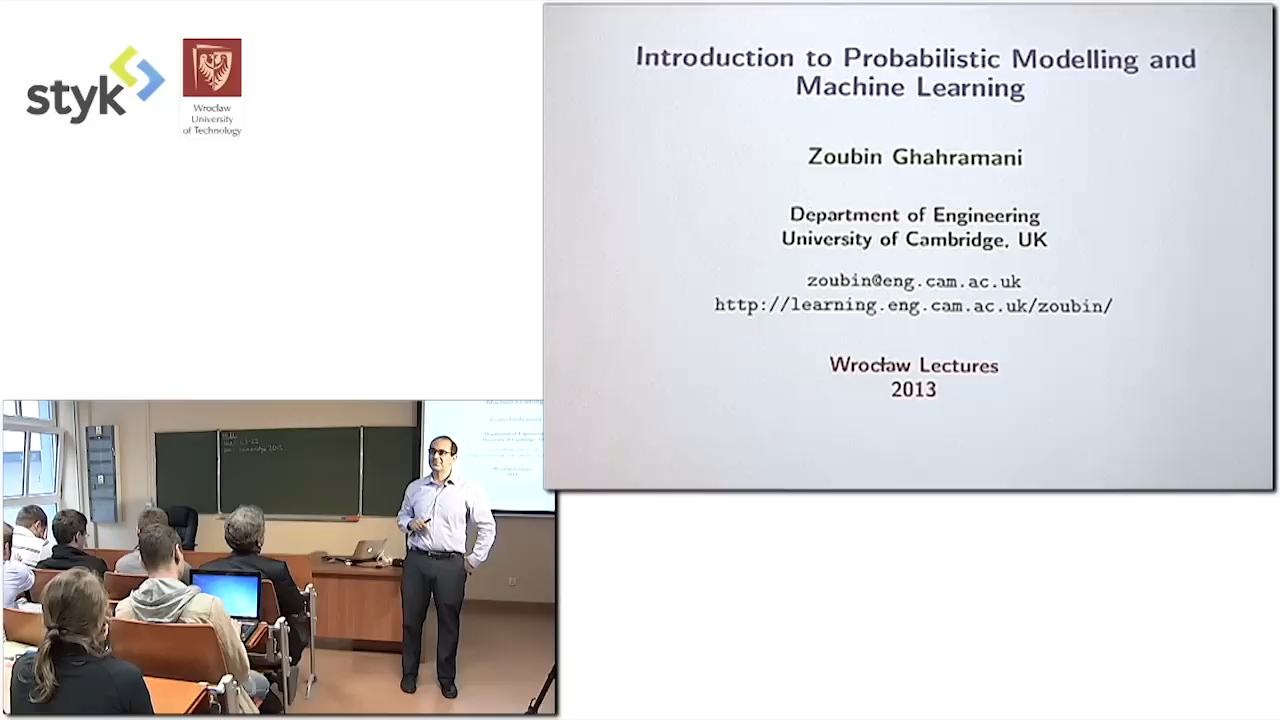 styk
Wrocław
University
of Technology
Introduction to Probabilistic Modelling and
Machine Learning
Zoubin Ghahramani
Department of Engineering
University of Cambridge, UK
zoubin@eng.cam.ac.uk
http://learning.eng.cam.ac.uk/zoubin/
Wrocław Lectures
2013